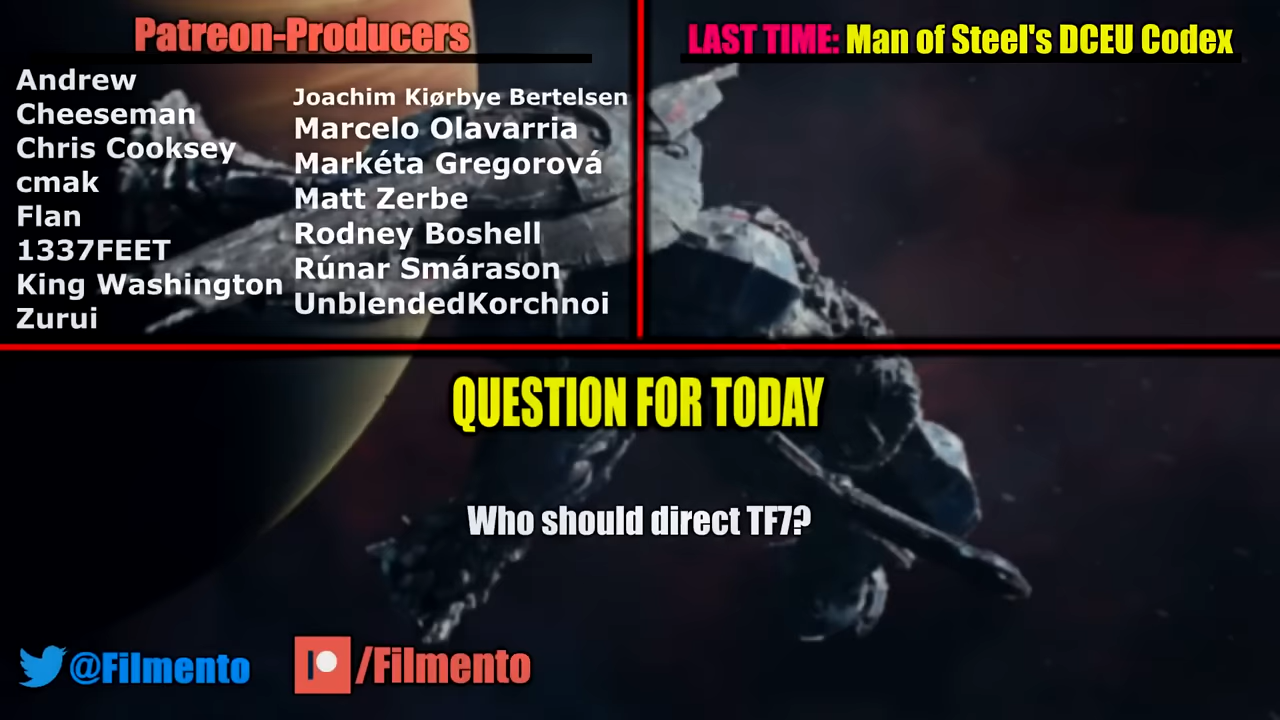 Patreon-Producers
Andrew
Cheeseman
Chris Cooksey
cmak
Flan
1337FEET
King Washington
Zurui
Joachim Kiørbye Bertelsen
Marcelo Olavarria
Markéta Gregorová
Matt Zerbe
Rodney Boshell
Rúnar Smárason
UnblendedKorchnoi
LAST TIME: Man of Steel's DCEU Codex
QUESTION FOR TODAY
Who should direct TF7?
@Filmento
/Filmento